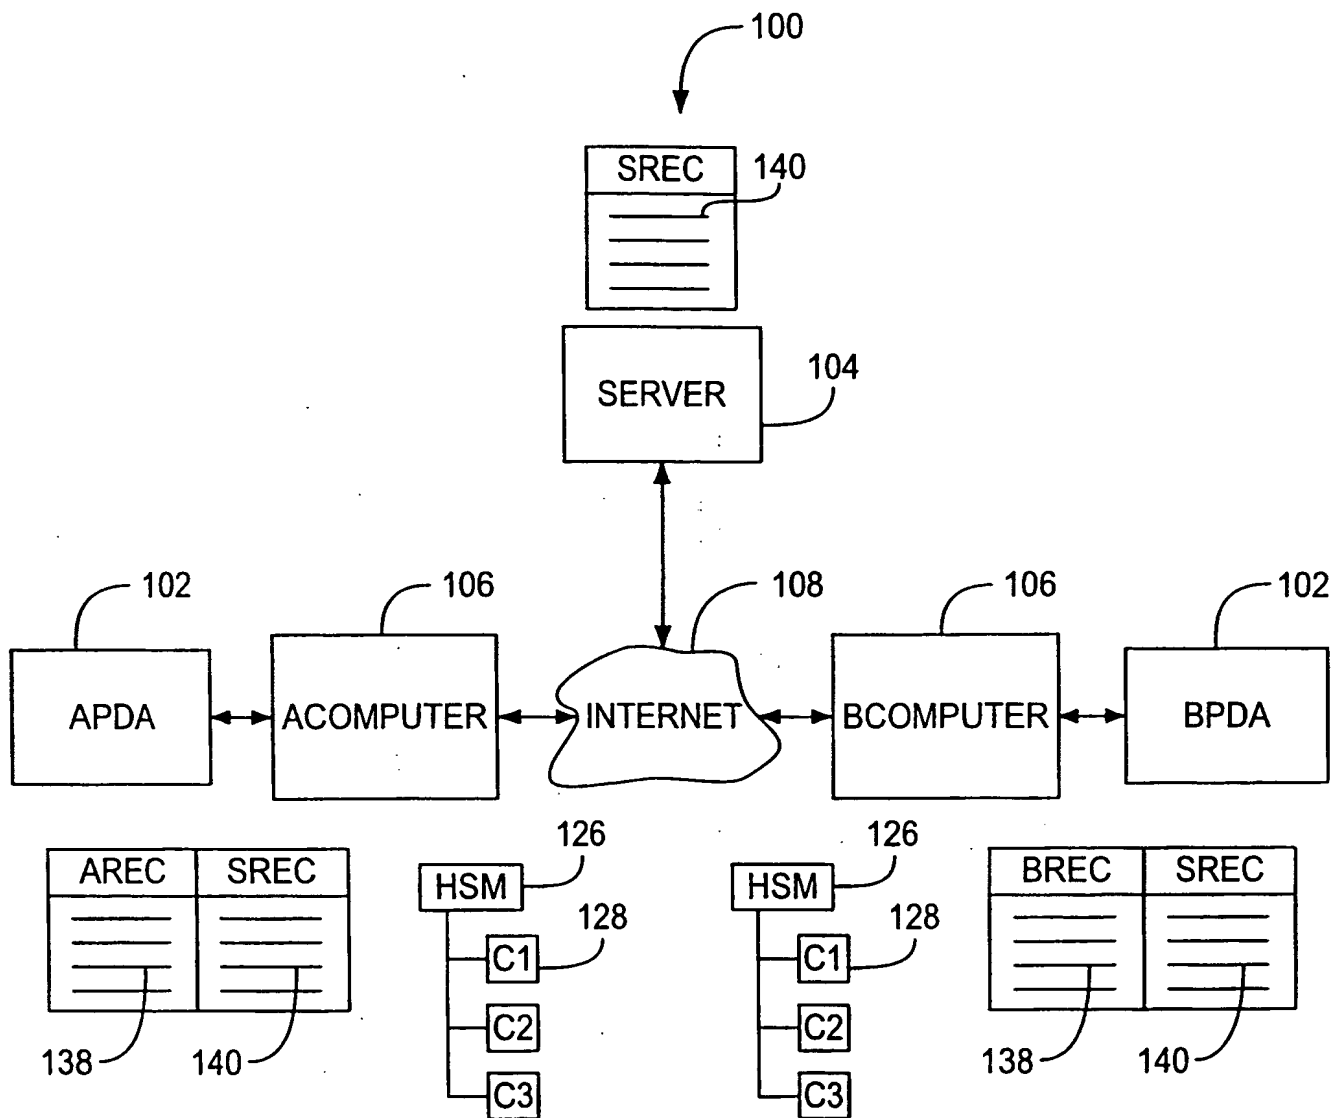 100
SREC
140
SERVER
104
102
106
108
106
102
APDA
ACOMPUTER
INTERNET
BCOMPUTER
BPDA
AREC SREC
126
HSM
126
HSM
BREC SREC
128
C1
128
C1
138
140
C2
C2
138
140
C3
C3